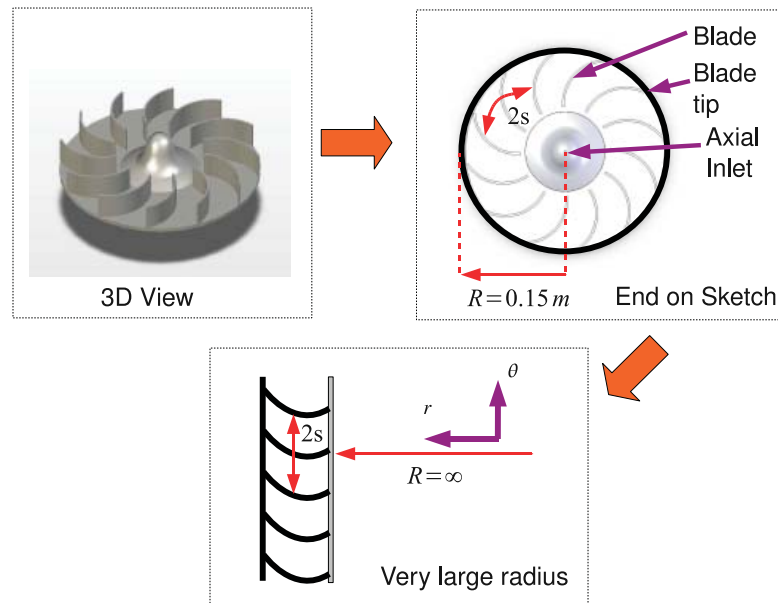 3D View
Blade
Blade
tip
Axial
Inlet
2s
R=0.15 m
End on Sketch
2s
θ
r
R=∞
Very large radius